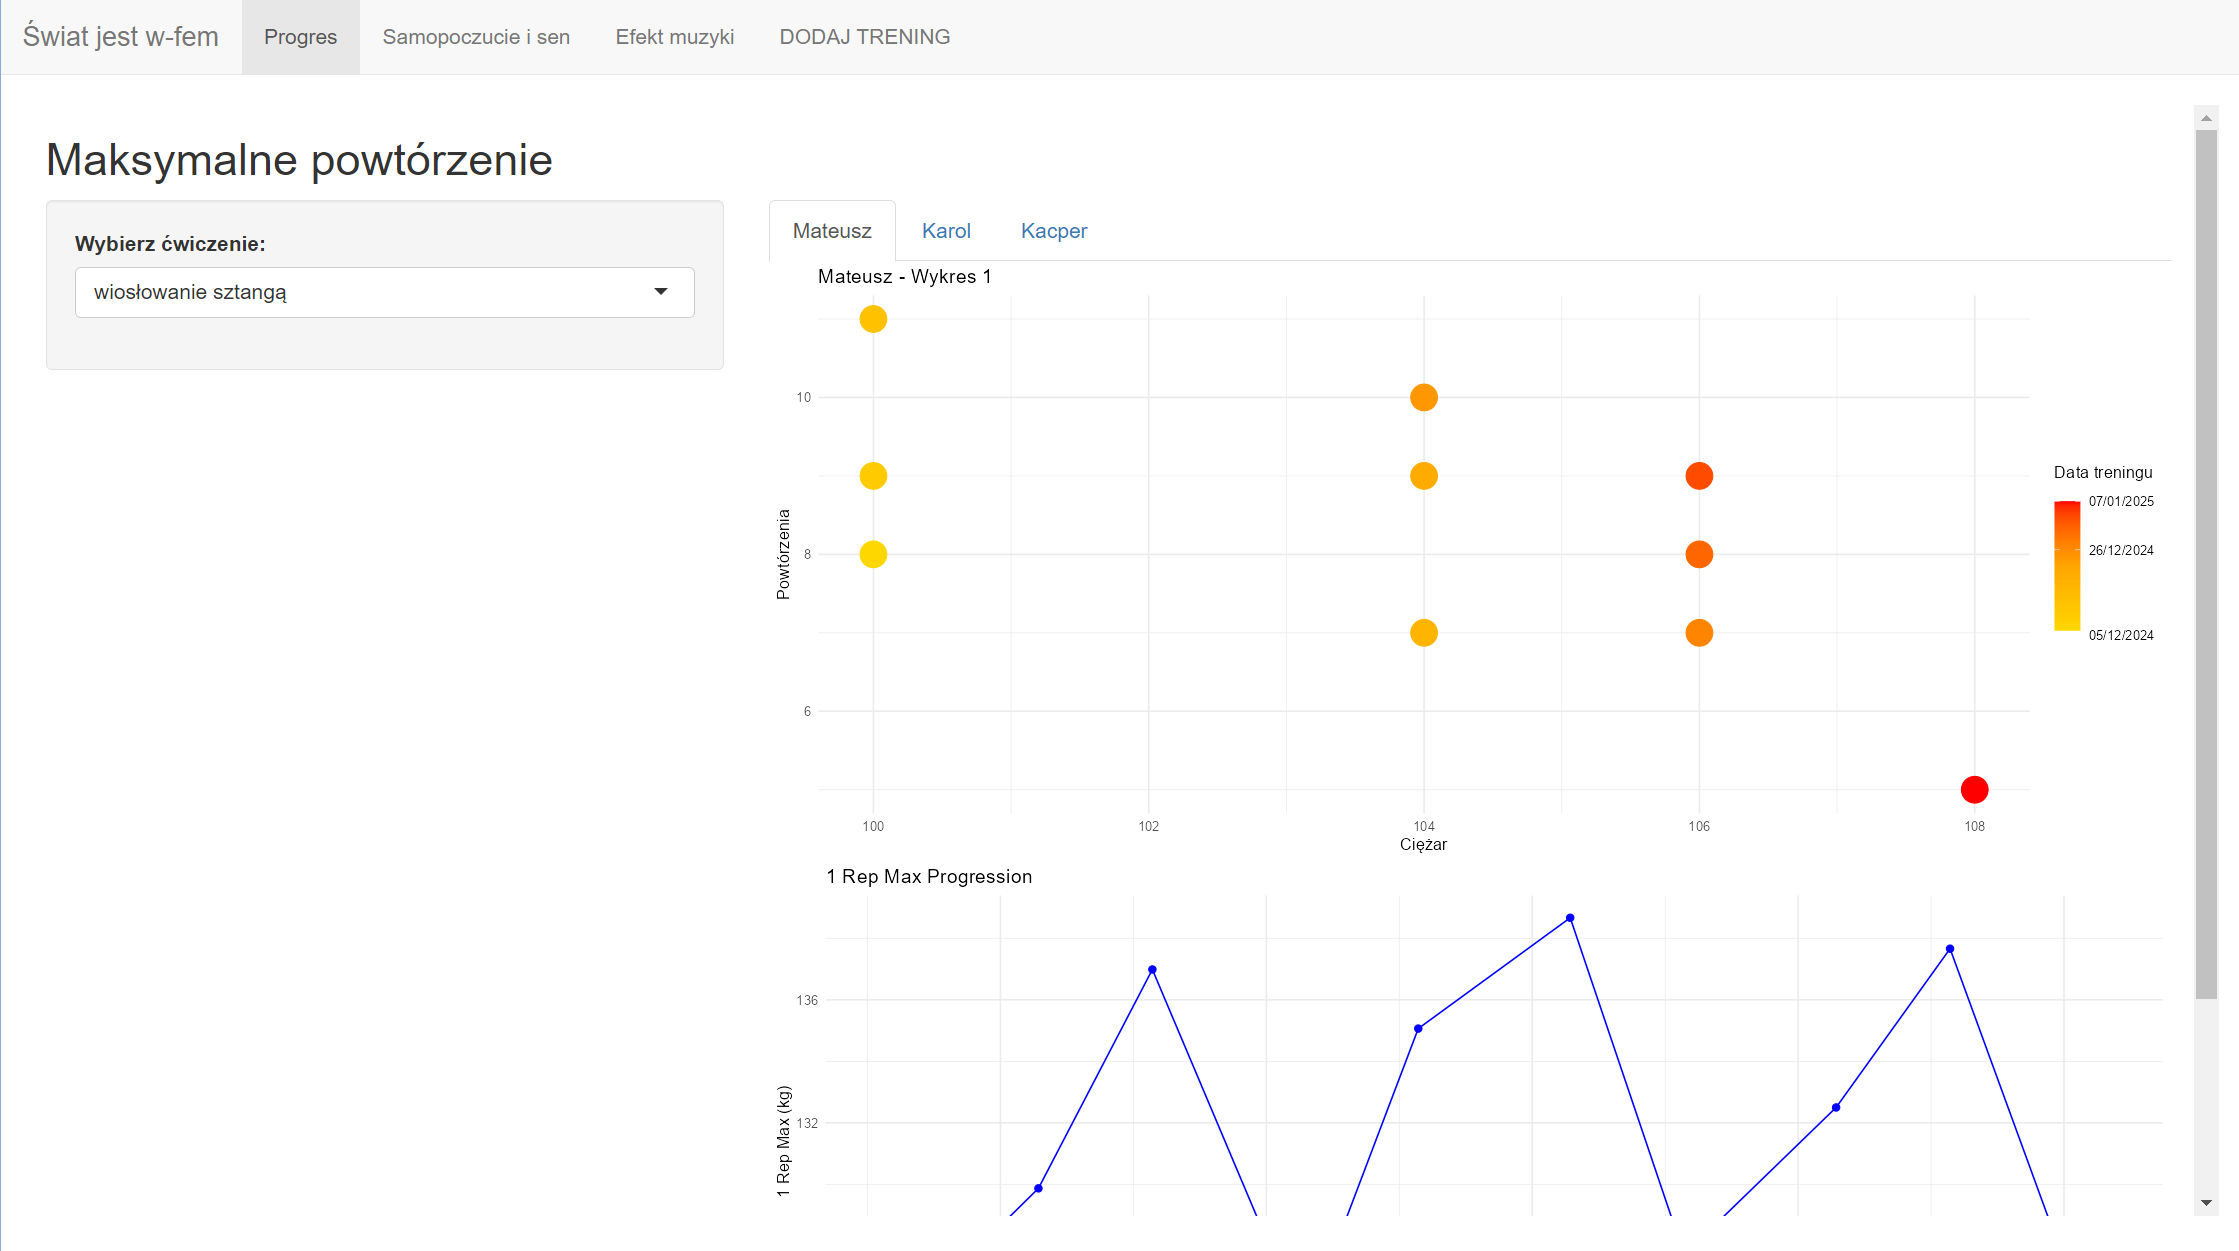 Świat jest w-fem
Progres
Samopoczucie i sen
Efekt muzyki
DODAJ TRENING
Maksymalne powtórzenie
Wybierz ćwiczenie:
wiosłowanie sztangą
Mateusz
Karol
Kacper
Mateusz - Wykres 1
10
8
6
Powtórzenia
100
102
104
106
108
Ciężar
Data treningu
07/01/2025
26/12/2024
05/12/2024
1 Rep Max Progression
136
132
1 Rep Max (kg)